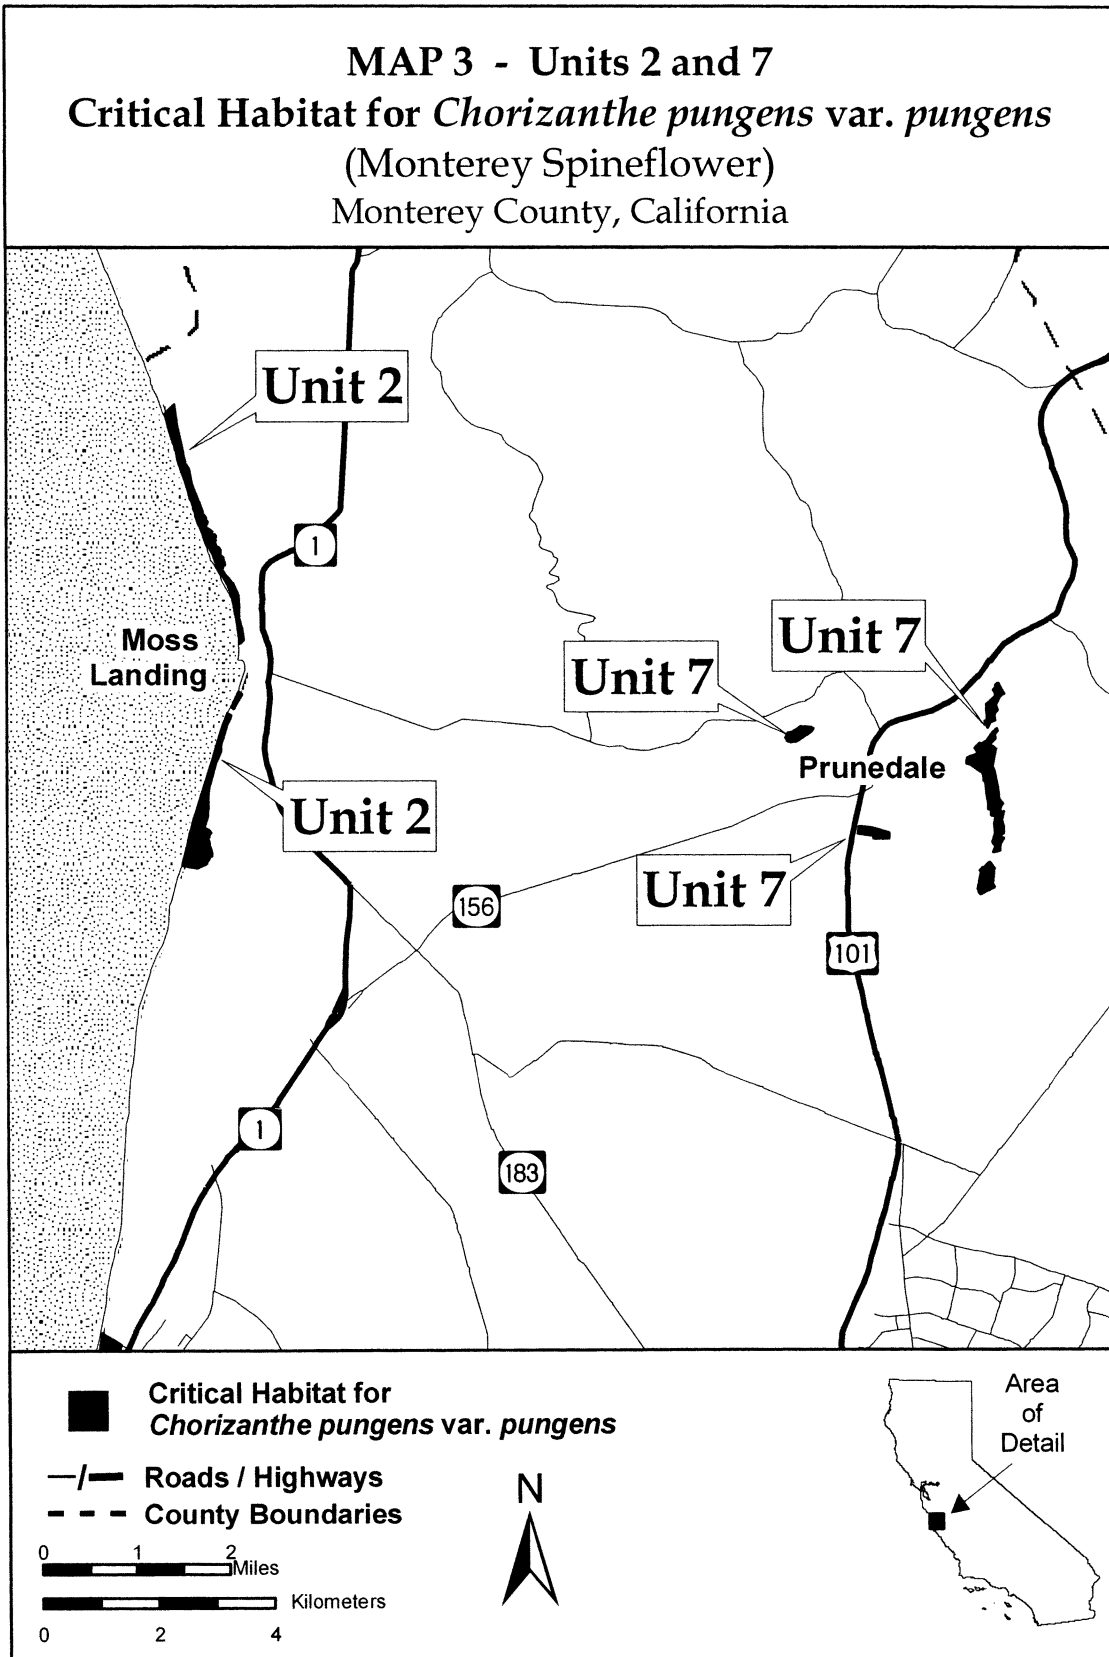 MAP 3 - Units 2 and 7
Critical Habitat for Chorizanthe pungens var. pungens
(Monterey Spineflower)
Monterey County, California
Unit 2
1
Moss
Landing
Unit 7
Unit 7
Prunedale
Unit 2
Unit 7
156
101
1
183
Critical Habitat for
Chorizanthe pungens var. pungens
Roads / Highways
County Boundaries
0 1 2
Miles
Kilometers
0 2 4
N
Area
of
Detail